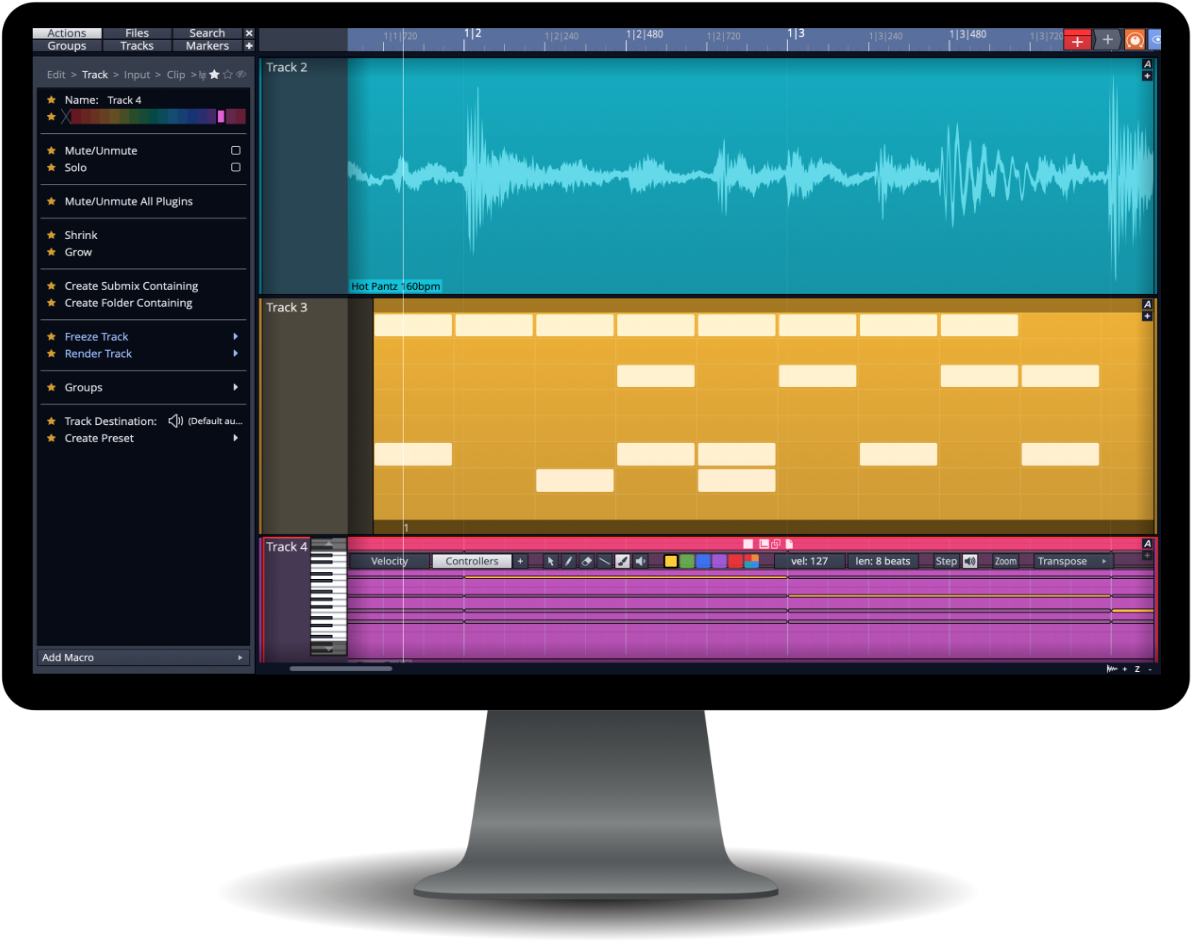 Actions Files Search
Groups Tracks Markers
Edit > Track > Input > Clip >
Name: Track 4
Mute/Unmute
Solo
Mute/Unmute All Plugins
Shrink
Grow
Create Submix Containing
Create Folder Containing
Freeze Track
Render Track
Groups
Track Destination: (Default au...
Create Preset
Add Macro
1|1|720 1|2 1|2|240 1|2|480 1|2|720 1|3 1|3|240 1|3|480 1|3|720
Track 2
A
Hot Pantz 160bpm
Track 3
A
1
Track 4
A
Velocity Controllers + vel: 127 len: 8 beats Step Zoom Transpose
+ Z -